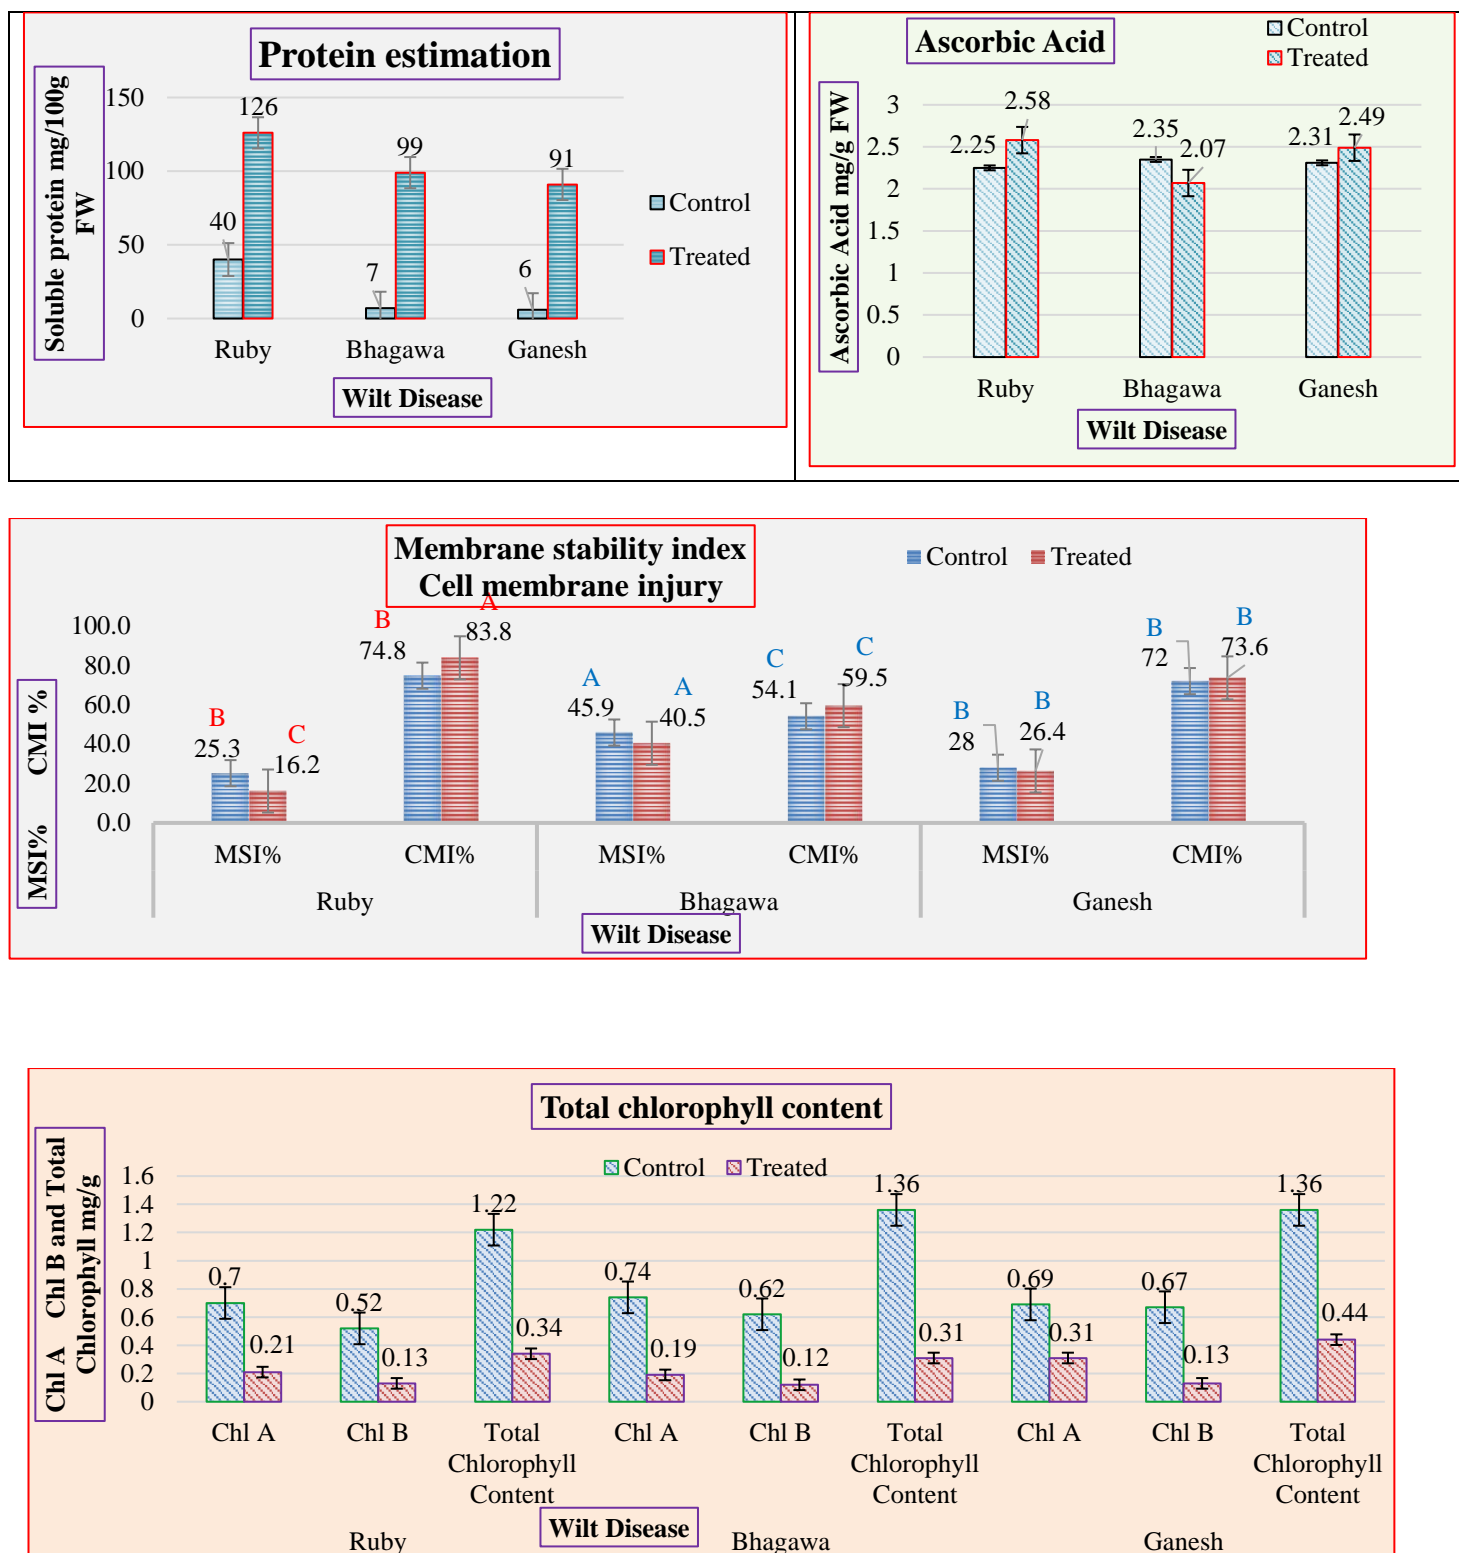 Protein estimation
Soluble protein mg/100g
FW
150
100
50
0
126
99
91
40
7
6
Control
Treated
Ruby
Bhagawa
Ganesh
Wilt Disease
Ascorbic Acid
Control
Treated
Ascorbic Acid mg/g FW
3
2.5
2
1.5
1
0.5
0
2.25
2.58
2.35
2.07
2.31
2.49
Ruby
Bhagawa
Ganesh
Wilt Disease
Membrane stability index
Cell membrane injury
Control
Treated
MSI% CMI %
100.0
80.0
60.0
40.0
20.0
0.0
B
25.3
C
16.2
B
74.8
A
83.8
A
45.9
A
40.5
C
54.1
C
59.5
B
28
B
26.4
B
72
B
73.6
MSI%
CMI%
MSI%
CMI%
MSI%
CMI%
Ruby
Bhagawa
Ganesh
Wilt Disease
Total chlorophyll content
Control
Treated
Chl A Chl B and Total
Chlorophyll mg/g
1.6
1.4
1.2
1
0.8
0.6
0.4
0.2
0
0.7
0.21
0.52
0.13
1.22
0.34
0.74
0.19
0.62
0.12
1.36
0.31
0.69
0.31
0.67
0.13
1.36
0.44
Chl A
Chl B
Total
Chlorophyll
Content
Chl A
Chl B
Total
Chlorophyll
Content
Chl A
Chl B
Total
Chlorophyll
Content
Ruby
Bhagawa
Ganesh
Wilt Disease